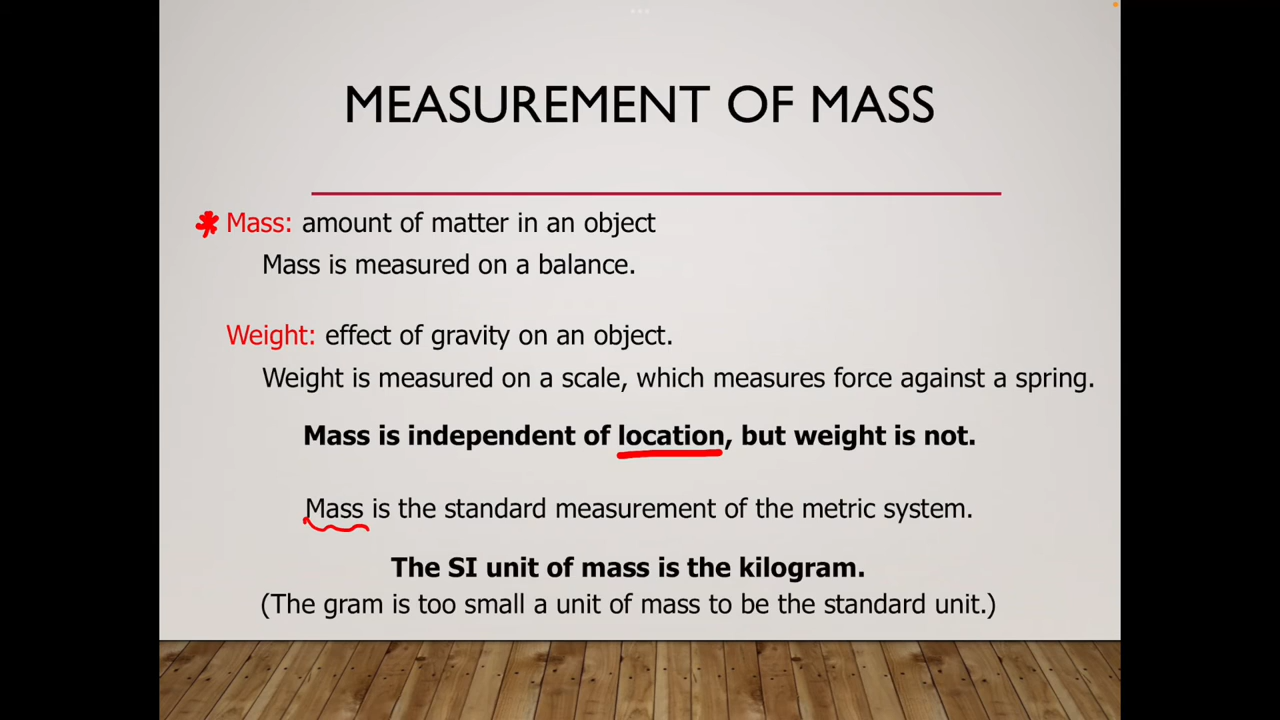 MEASUREMENT OF MASS
Mass: amount of matter in an object
Mass is measured on a balance.
Weight: effect of gravity on an object.
Weight is measured on a scale, which measures force against a spring.
Mass is independent of location, but weight is not.
Mass is the standard measurement of the metric system.
The SI unit of mass is the kilogram.
(The gram is too small a unit of mass to be the standard unit.)